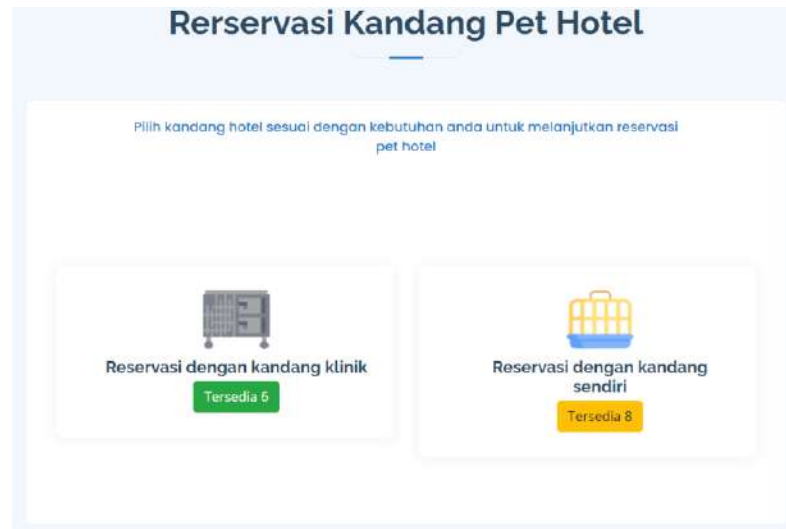 Rerservasi Kandang Pet Hotel
Pilih kandang hotel sesuai dengan kebutuhan anda untuk melanjutkan reservasi
pet hotel
Reservasi dengan kandang klinik
Tersedia 6
Reservasi dengan kandang
sendiri
Tersedia 8